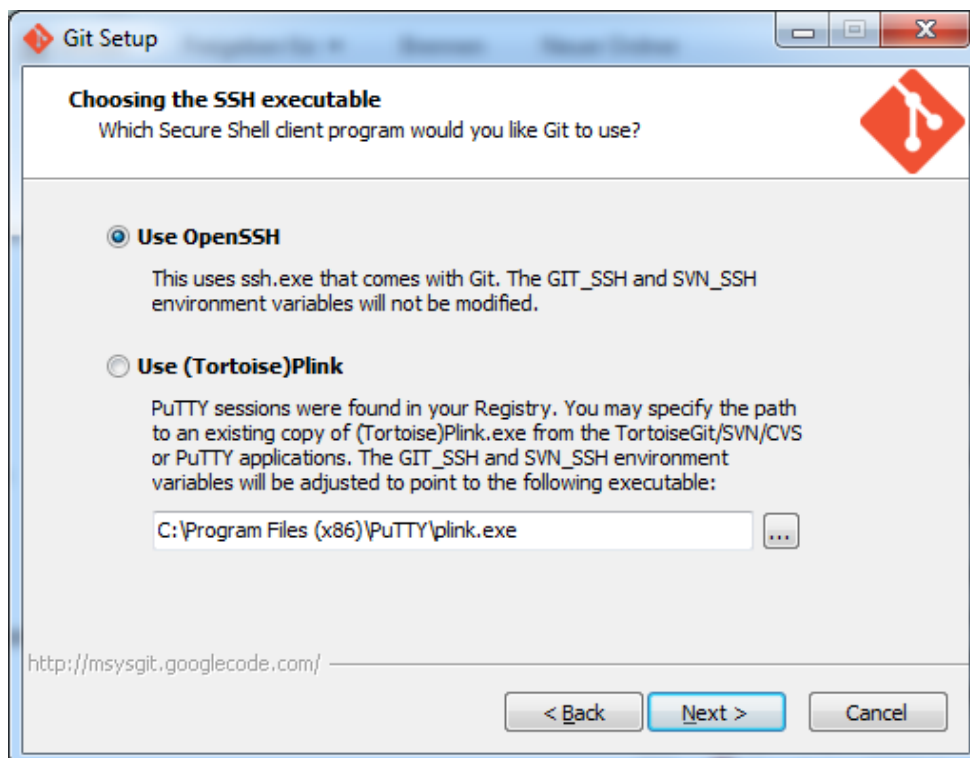 Git Setup
Choosing the SSH executable
Which Secure Shell client program would you like Git to use?
Use OpenSSH
This uses ssh.exe that comes with Git. The GIT_SSH and SVN_SSH
environment variables will not be modified.
Use (Tortoise)Plink
PuTTY sessions were found in your Registry. You may specify the path
to an existing copy of (Tortoise)Plink.exe from the TortoiseGit/SVN/CVS
or PuTTY applications. The GIT_SSH and SVN_SSH environment
variables will be adjusted to point to the following executable:
C:\Program Files (x86)\PuTTY\plink.exe
...
http://msysgit.googlecode.com/
< Back
Next >
Cancel